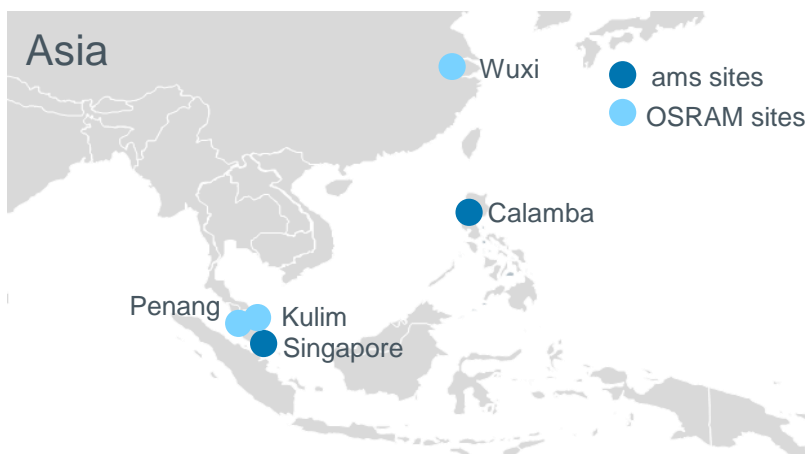 Asia
Wuxi
ams sites
OSRAM sites
Calamba
Penang
Kulim
Singapore